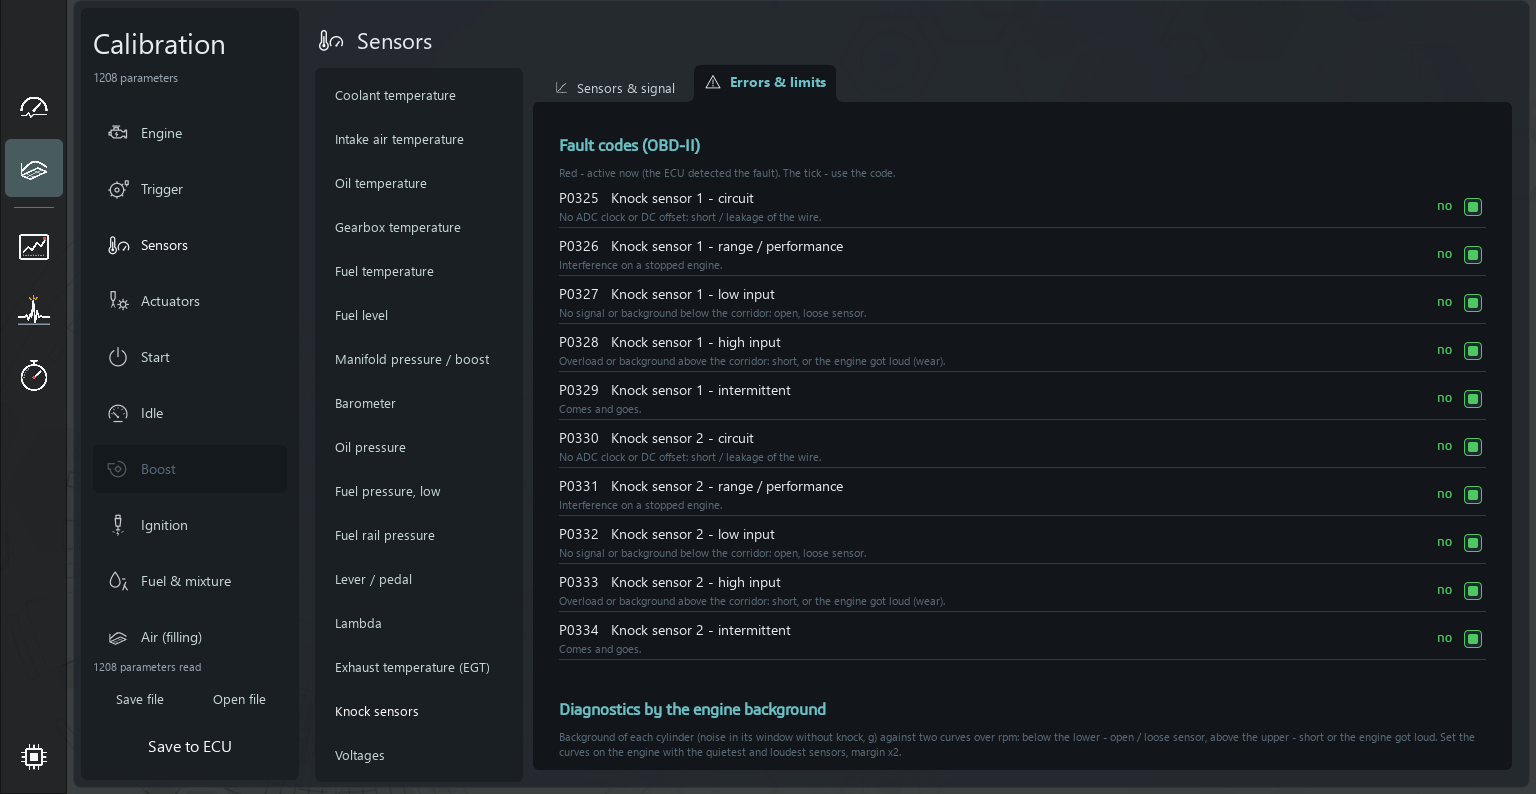 Calibration
1208 parameters
Engine
Trigger
Sensors
Actuators
Start
Idle
Boost
Ignition
Fuel & mixture
Air (filling)
1208 parameters read
Save file
Open file
Save to ECU
Sensors
Coolant temperature
Intake air temperature
Oil temperature
Gearbox temperature
Fuel temperature
Fuel level
Manifold pressure / boost
Barometer
Oil pressure
Fuel pressure, low
Fuel rail pressure
Lever / pedal
Lambda
Exhaust temperature (EGT)
Knock sensors
Voltages
Sensors & signal
Errors & limits
Fault codes (OBD-II)
Red - active now (the ECU detected the fault). The tick - use the code.
P0325 Knock sensor 1 - circuit no
No ADC clock or DC offset: short / leakage of the wire.
P0326 Knock sensor 1 - range / performance no
Interference on a stopped engine.
P0327 Knock sensor 1 - low input no
No signal or background below the corridor: open, loose sensor.
P0328 Knock sensor 1 - high input no
Overload or background above the corridor: short, or the engine got loud (wear).
P0329 Knock sensor 1 - intermittent no
Comes and goes.
P0330 Knock sensor 2 - circuit no
No ADC clock or DC offset: short / leakage of the wire.
P0331 Knock sensor 2 - range / performance no
Interference on a stopped engine.
P0332 Knock sensor 2 - low input no
No signal or background below the corridor: open, loose sensor.
P0333 Knock sensor 2 - high input no
Overload or background above the corridor: short, or the engine got loud (wear).
P0334 Knock sensor 2 - intermittent no
Comes and goes.
Diagnostics by the engine background
Background of each cylinder (noise in its window without knock, g) against two curves over rpm: below the lower - open / loose sensor, above the upper - short or the engine got loud. Set the
curves on the engine with the quietest and loudest sensors, margin x2.